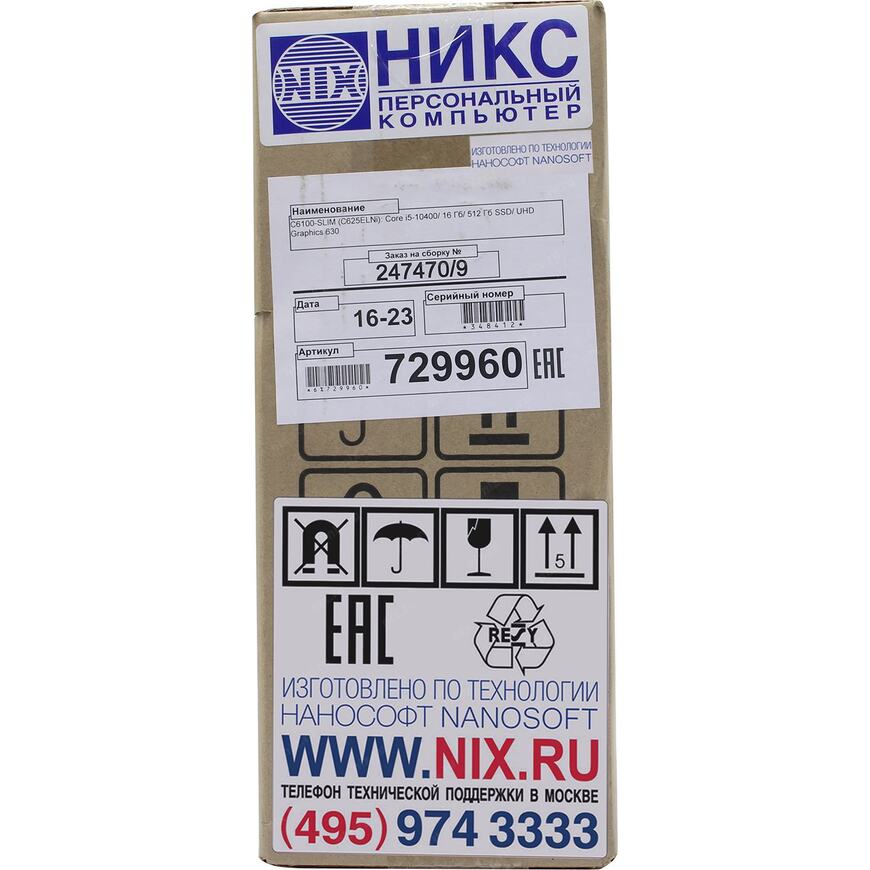 NIX
НИКС
ПЕРСОНАЛЬНЫЙ
КОМПЬЮТЕР
ИЗГОТОВЛЕНО ПО ТЕХНОЛОГИИ
НАНОСОФТ NANOSOFT
Наименование
C6100-SLIM (C625ELNi): Core i5-10400/ 16 Гб/ 512 Гб SSD/ UHD
Graphics 630
Заказ на сборку №
247470/9
Дата
16-23
Серийный номер
*348412*
Артикул
*6X729960*
729960
EAC
5
EAC
RESY
ИЗГОТОВЛЕНО ПО ТЕХНОЛОГИИ
НАНОСОФТ NANOSOFT
WWW.NIX.RU
ТЕЛЕФОН ТЕХНИЧЕСКОЙ ПОДДЕРЖКИ В МОСКВЕ
(495) 974 3333